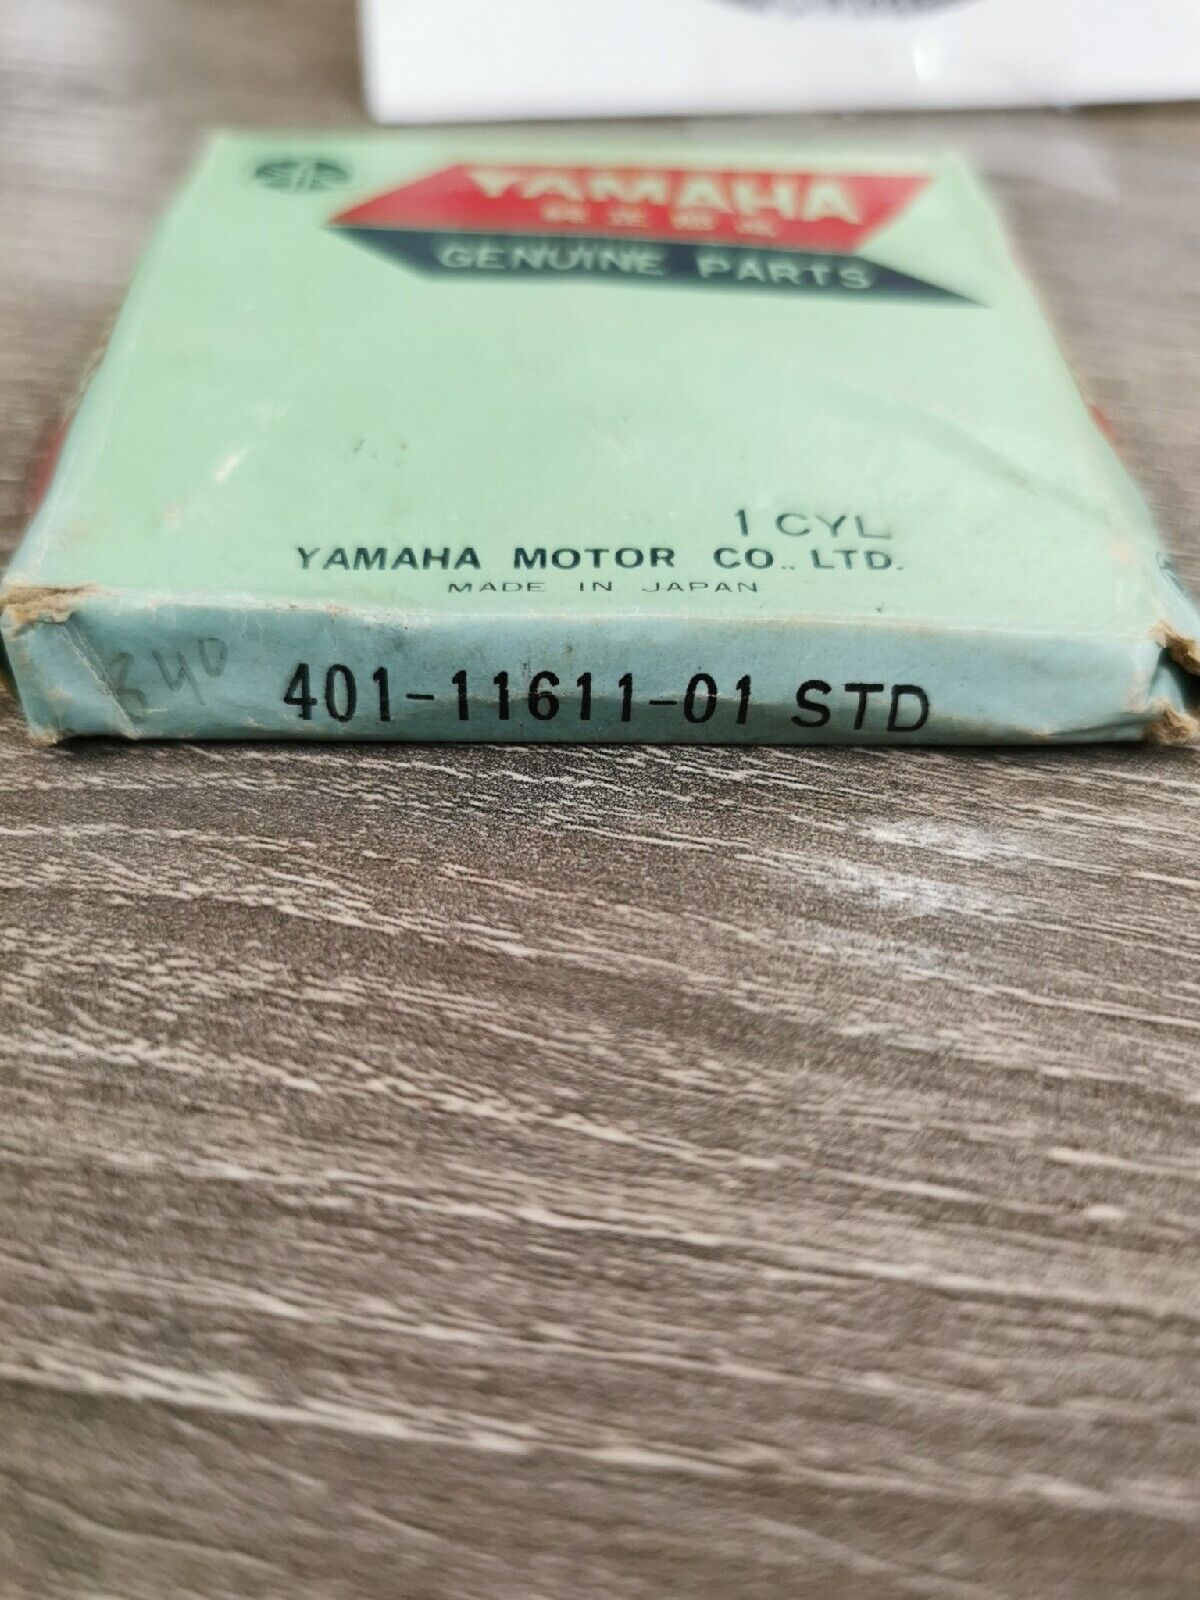 YAMAHA
GENUINE PARTS
1 CYL
YAMAHA MOTOR CO., LTD.
MADE IN JAPAN
840
401-11611-01 STD